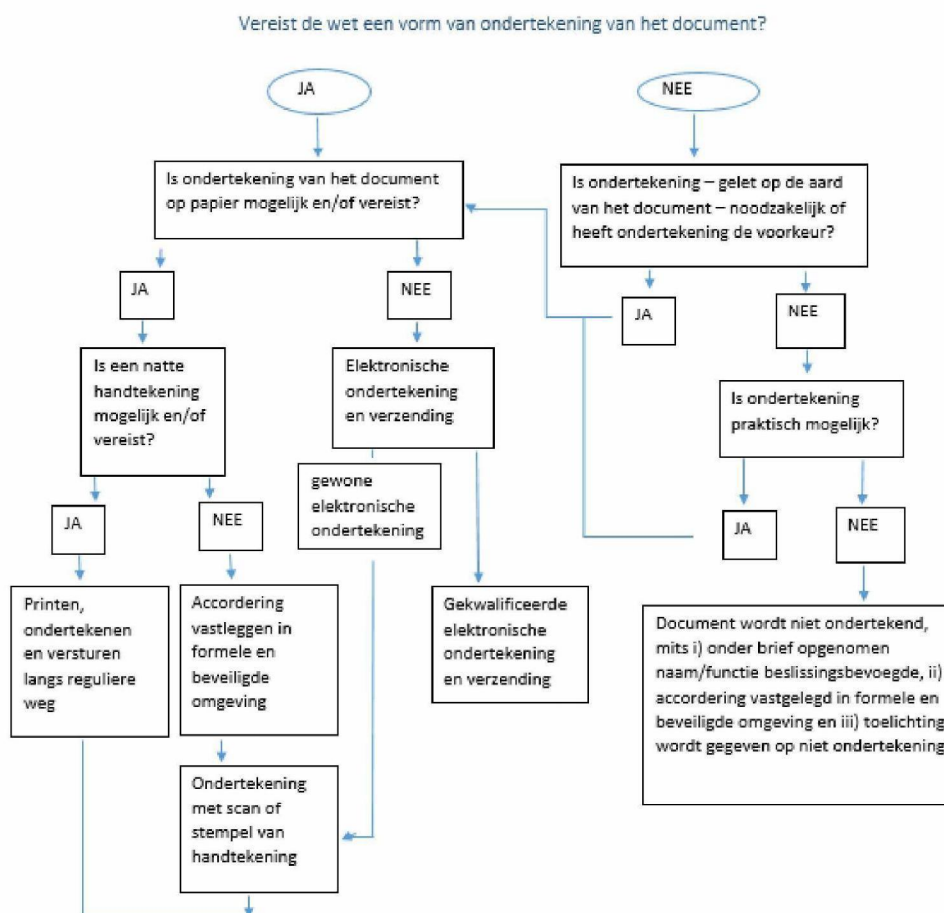 Vereist de wet een vorm van ondertekening van het document?
JA
NEE
Is ondertekening van het document
op papier mogelijk en/of vereist?
Is ondertekening – gelet op de aard
van het document – noodzakelijk of
heeft ondertekening de voorkeur?
JA
NEE
JA
NEE
Is een natte
handtekening
mogelijk en/of
vereist?
Elektronische
ondertekening
en verzending
Is ondertekening
praktisch mogelijk?
gewone
elektronische
ondertekening
JA
NEE
JA
NEE
Printen,
ondertekenen
en versturen
langs reguliere
weg
Accordering
vastleggen in
formele en
beveiligde
omgeving
Gekwalificeerde
elektronische
ondertekening
en verzending
Document wordt niet ondertekend,
mits i) onder brief opgenomen
naam/functie beslissingsbevoegde, ii)
accordering vastgelegd in formele en
beveiligde omgeving en iii) toelichting
wordt gegeven op niet ondertekening
Ondertekening
met scan of
stempel van
handtekening